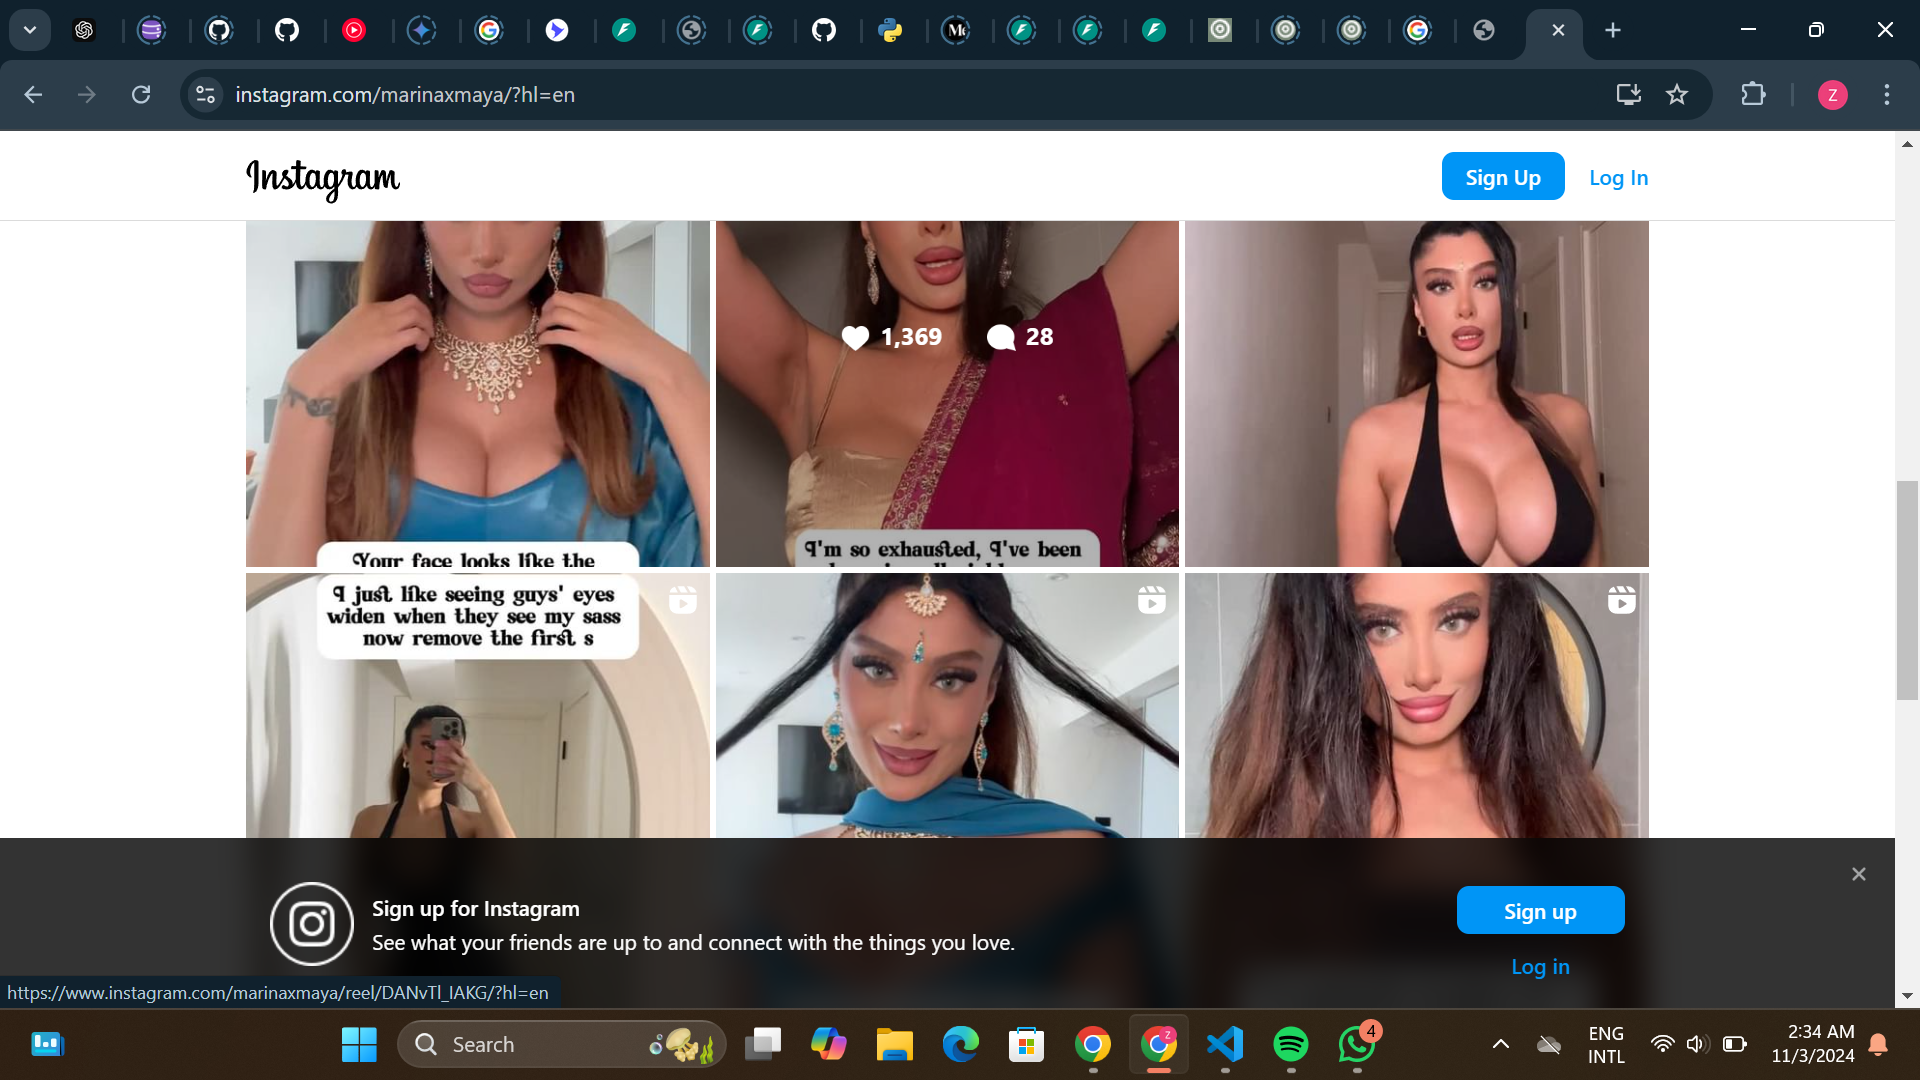 instagram.com/marinaxmaya/?hl=en
Z
Instagram
Sign Up
Log In
1,369
28
Your face looks like the
I'm so exhausted, I've been
I just like seeing guys' eyes
widen when they see my sass
now remove the first s
Sign up for Instagram
See what your friends are up to and connect with the things you love.
Sign up
Log in
https://www.instagram.com/marinaxmaya/reel/DANvTl_IAKG/?hl=en
Search
Z
4
ENG
INTL
2:34 AM
11/3/2024